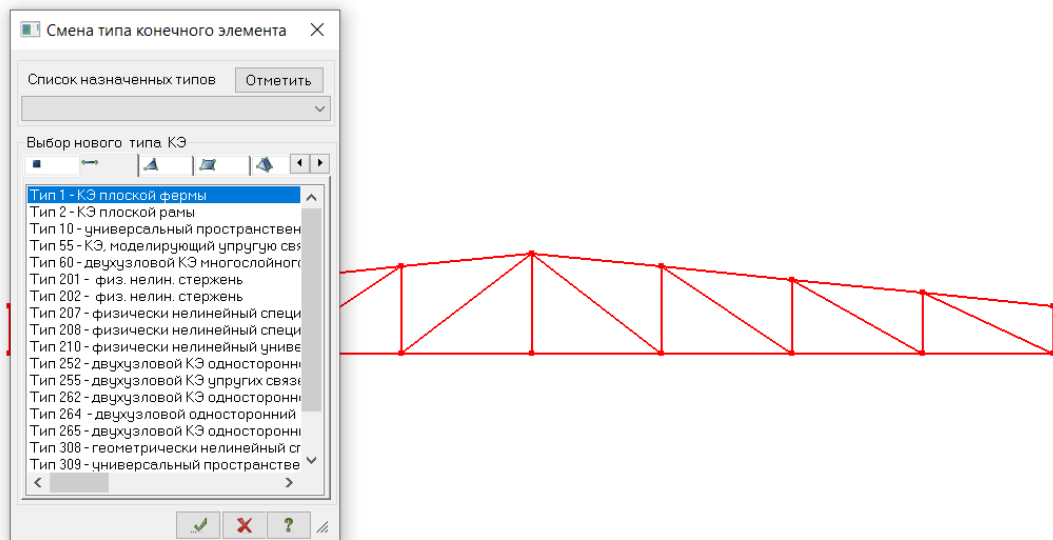 Смена типа конечного элемента
Список назначенных типов
Отметить
Выбор нового типа КЭ
Тип 1 - КЭ плоской фермы
Тип 2 - КЭ плоской рамы
Тип 10 - универсальный пространствен
Тип 55 - КЭ, моделирующий упругую свя
Тип 60 - двухузловой КЭ многослойного
Тип 201 - физ. нелин. стержень
Тип 202 - физ. нелин. стержень
Тип 207 - физически нелинейный специ
Тип 208 - физически нелинейный специ
Тип 210 - физически нелинейный униве
Тип 252 - двухузловой КЭ односторонн
Тип 255 - двухузловой КЭ упругих связе
Тип 262 - двухузловой КЭ односторонн
Тип 264 - двухузловой односторонний
Тип 265 - двухузловой КЭ односторонн
Тип 308 - геометрически нелинейный сп
Тип 309 - универсальный пространстве
?